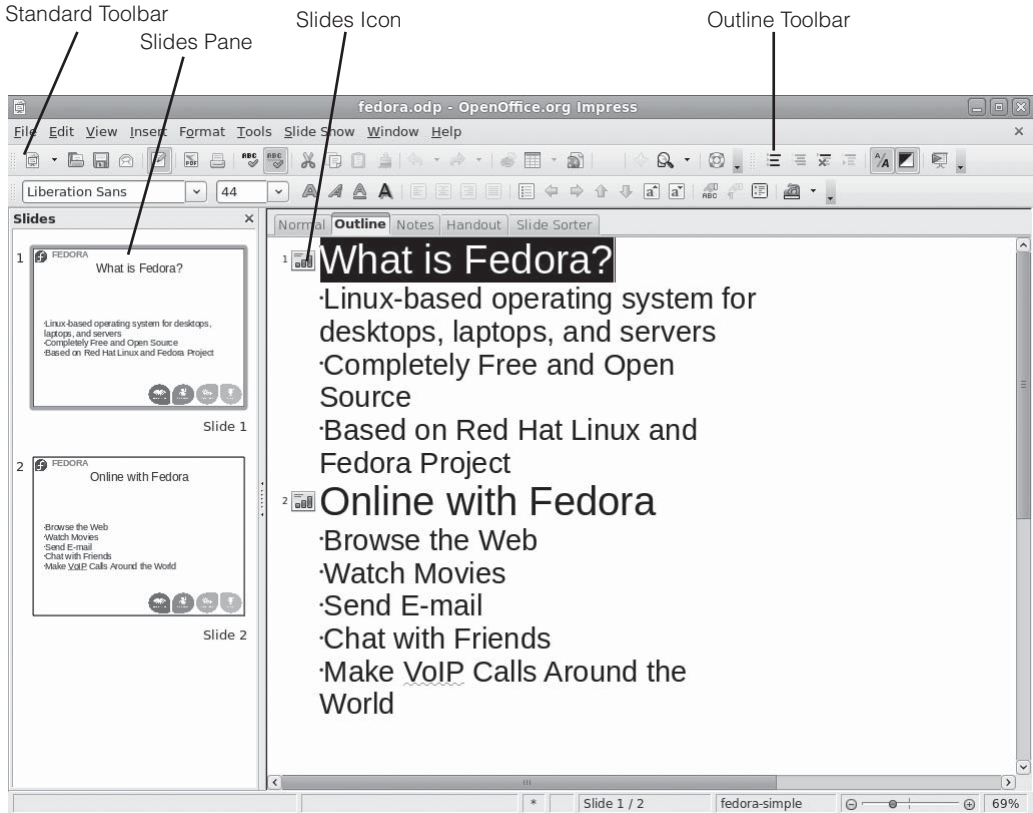 Standard Toolbar
Slides Icon
Outline Toolbar
Slides Pane
fedora.odp - OpenOffice.org Impress
File Edit View Insert Format Tools Slide Show Window Help
Liberation Sans 44
Slides
Normal Outline Notes Handout Slide Sorter
1
FEDORA
What is Fedora?
·Linux-based operating system for desktops,
laptops, and servers
·Completely Free and Open Source
·Based on Red Hat Linux and Fedora Project
Slide 1
2
FEDORA
Online with Fedora
·Browse the Web
·Watch Movies
·Send E-mail
·Chat with Friends
·Make VoIP Calls Around the World
Slide 2
1 What is Fedora?
·Linux-based operating system for
desktops, laptops, and servers
·Completely Free and Open
Source
·Based on Red Hat Linux and
Fedora Project
2 Online with Fedora
·Browse the Web
·Watch Movies
·Send E-mail
·Chat with Friends
·Make VoIP Calls Around the
World
* Slide 1 / 2 fedora-simple 69%